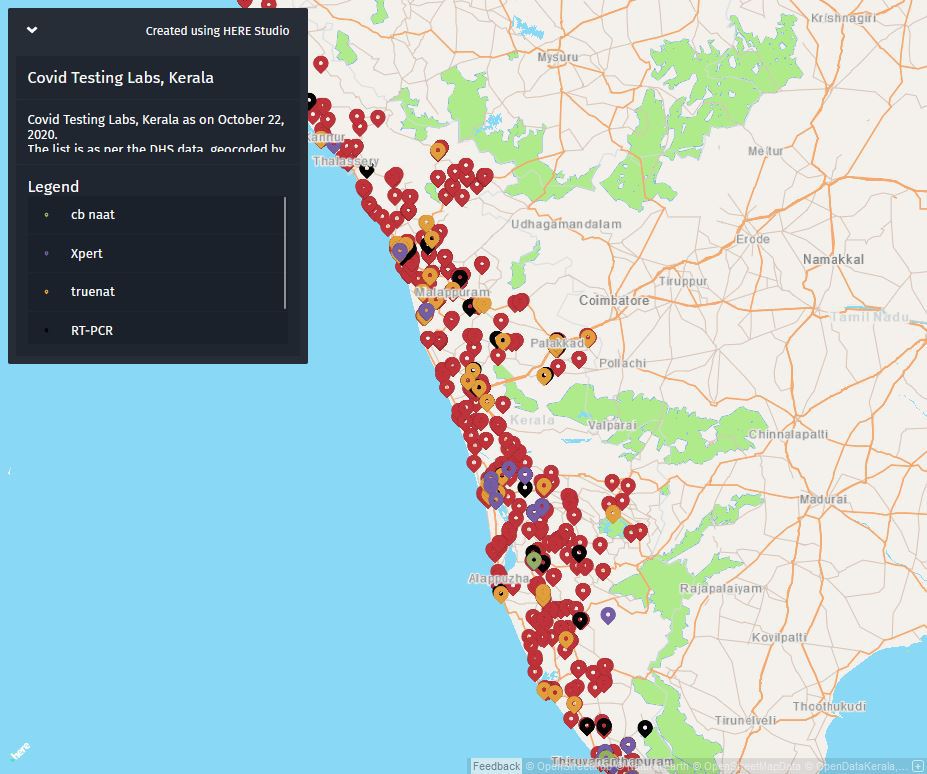 Created using HERE Studio
Covid Testing Labs, Kerala
Covid Testing Labs, Kerala as on October 22,
2020.
The list is as per the DHS data, geocoded by
Legend
cb naat
Xpert
truenat
RT-PCR
Krishnagiri
Mysuru
Kannur
Thalassery
Mettur
Udhagamandalam
Erode
Namakkal
Tiruppur
Malappuram
Coimbatore
Tamil Nadu
Palakkad
Pollachi
Kerala
Valparai
Chinnalapatti
Madurai
Alappuzha
Rajapalaiyam
Kovilpatti
Thoothukudi
Tirunelveli
Thiruvananthapuram
here
Feedback © OpenStreetMap © OpenStreetMapData © OpenDataKerala,...